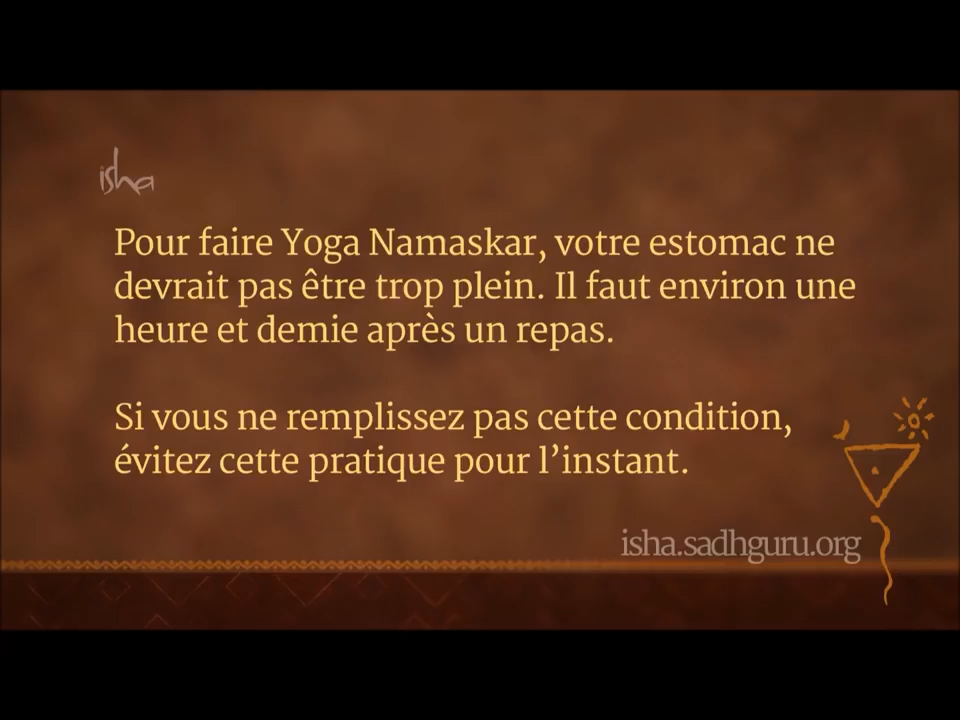 isha
Pour faire Yoga Namaskar, votre estomac ne
devrait pas être trop plein. Il faut environ une
heure et demie après un repas.
Si vous ne remplissez pas cette condition,
évitez cette pratique pour l’instant.
isha.sadhguru.org